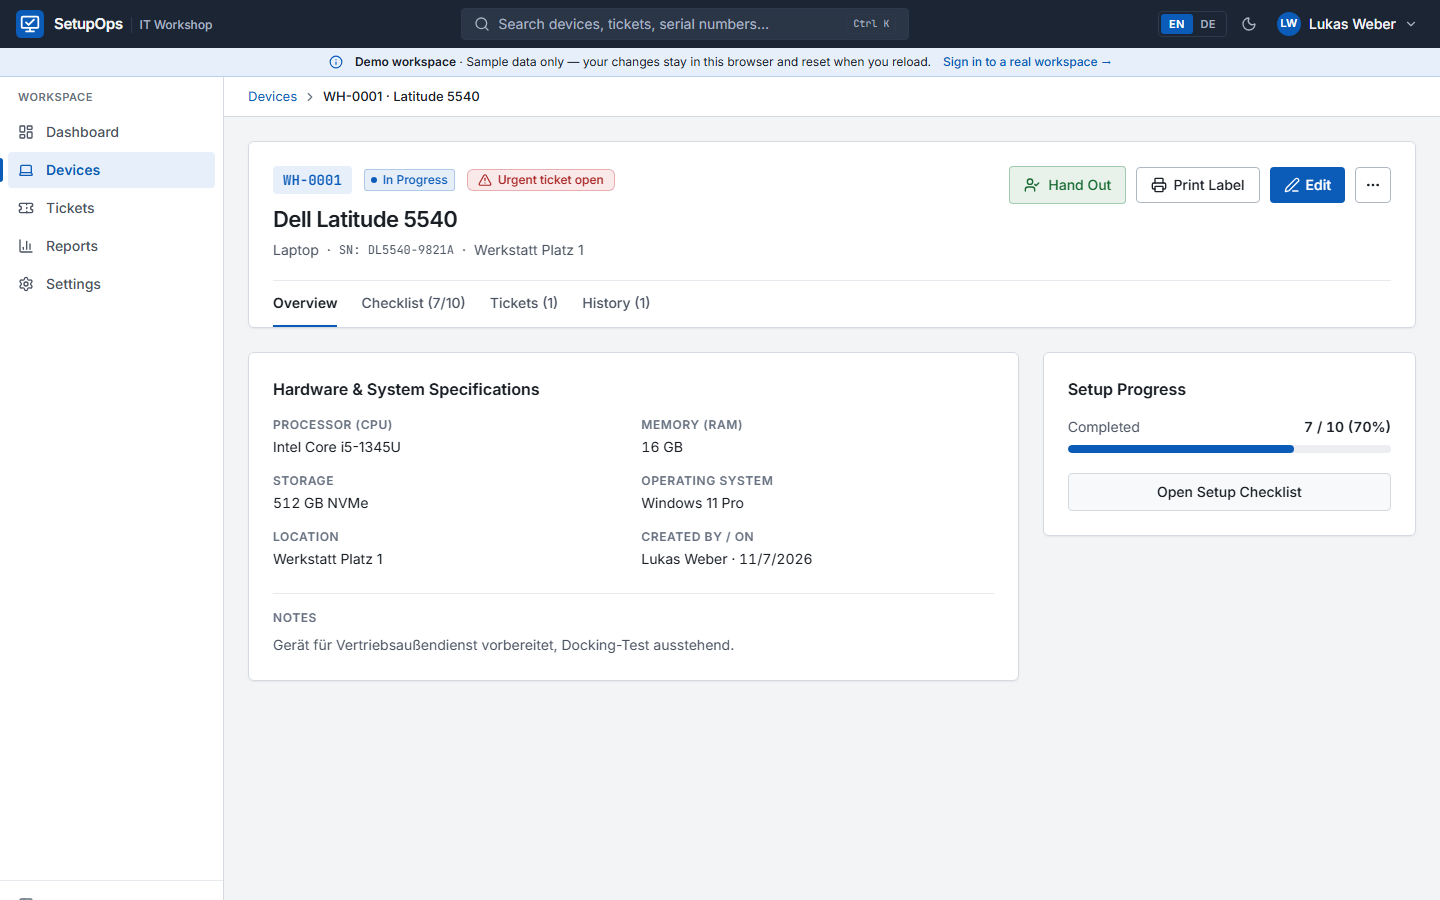 SetupOps IT Workshop
Search devices, tickets, serial numbers... Ctrl K
EN DE
LW Lukas Weber
Demo workspace · Sample data only — your changes stay in this browser and reset when you reload. Sign in to a real workspace →
WORKSPACE
Dashboard
Devices
Tickets
Reports
Settings
Devices > WH-0001 · Latitude 5540
WH-0001 In Progress Urgent ticket open
Hand Out Print Label Edit ...
Dell Latitude 5540
Laptop · SN: DL5540-9821A · Werkstatt Platz 1
Overview Checklist (7/10) Tickets (1) History (1)
Hardware & System Specifications
PROCESSOR (CPU) MEMORY (RAM)
Intel Core i5-1345U 16 GB
STORAGE OPERATING SYSTEM
512 GB NVMe Windows 11 Pro
LOCATION CREATED BY / ON
Werkstatt Platz 1 Lukas Weber · 11/7/2026
NOTES
Gerät für Vertriebsaußendienst vorbereitet, Docking-Test ausstehend.
Setup Progress
Completed 7 / 10 (70%)
Open Setup Checklist